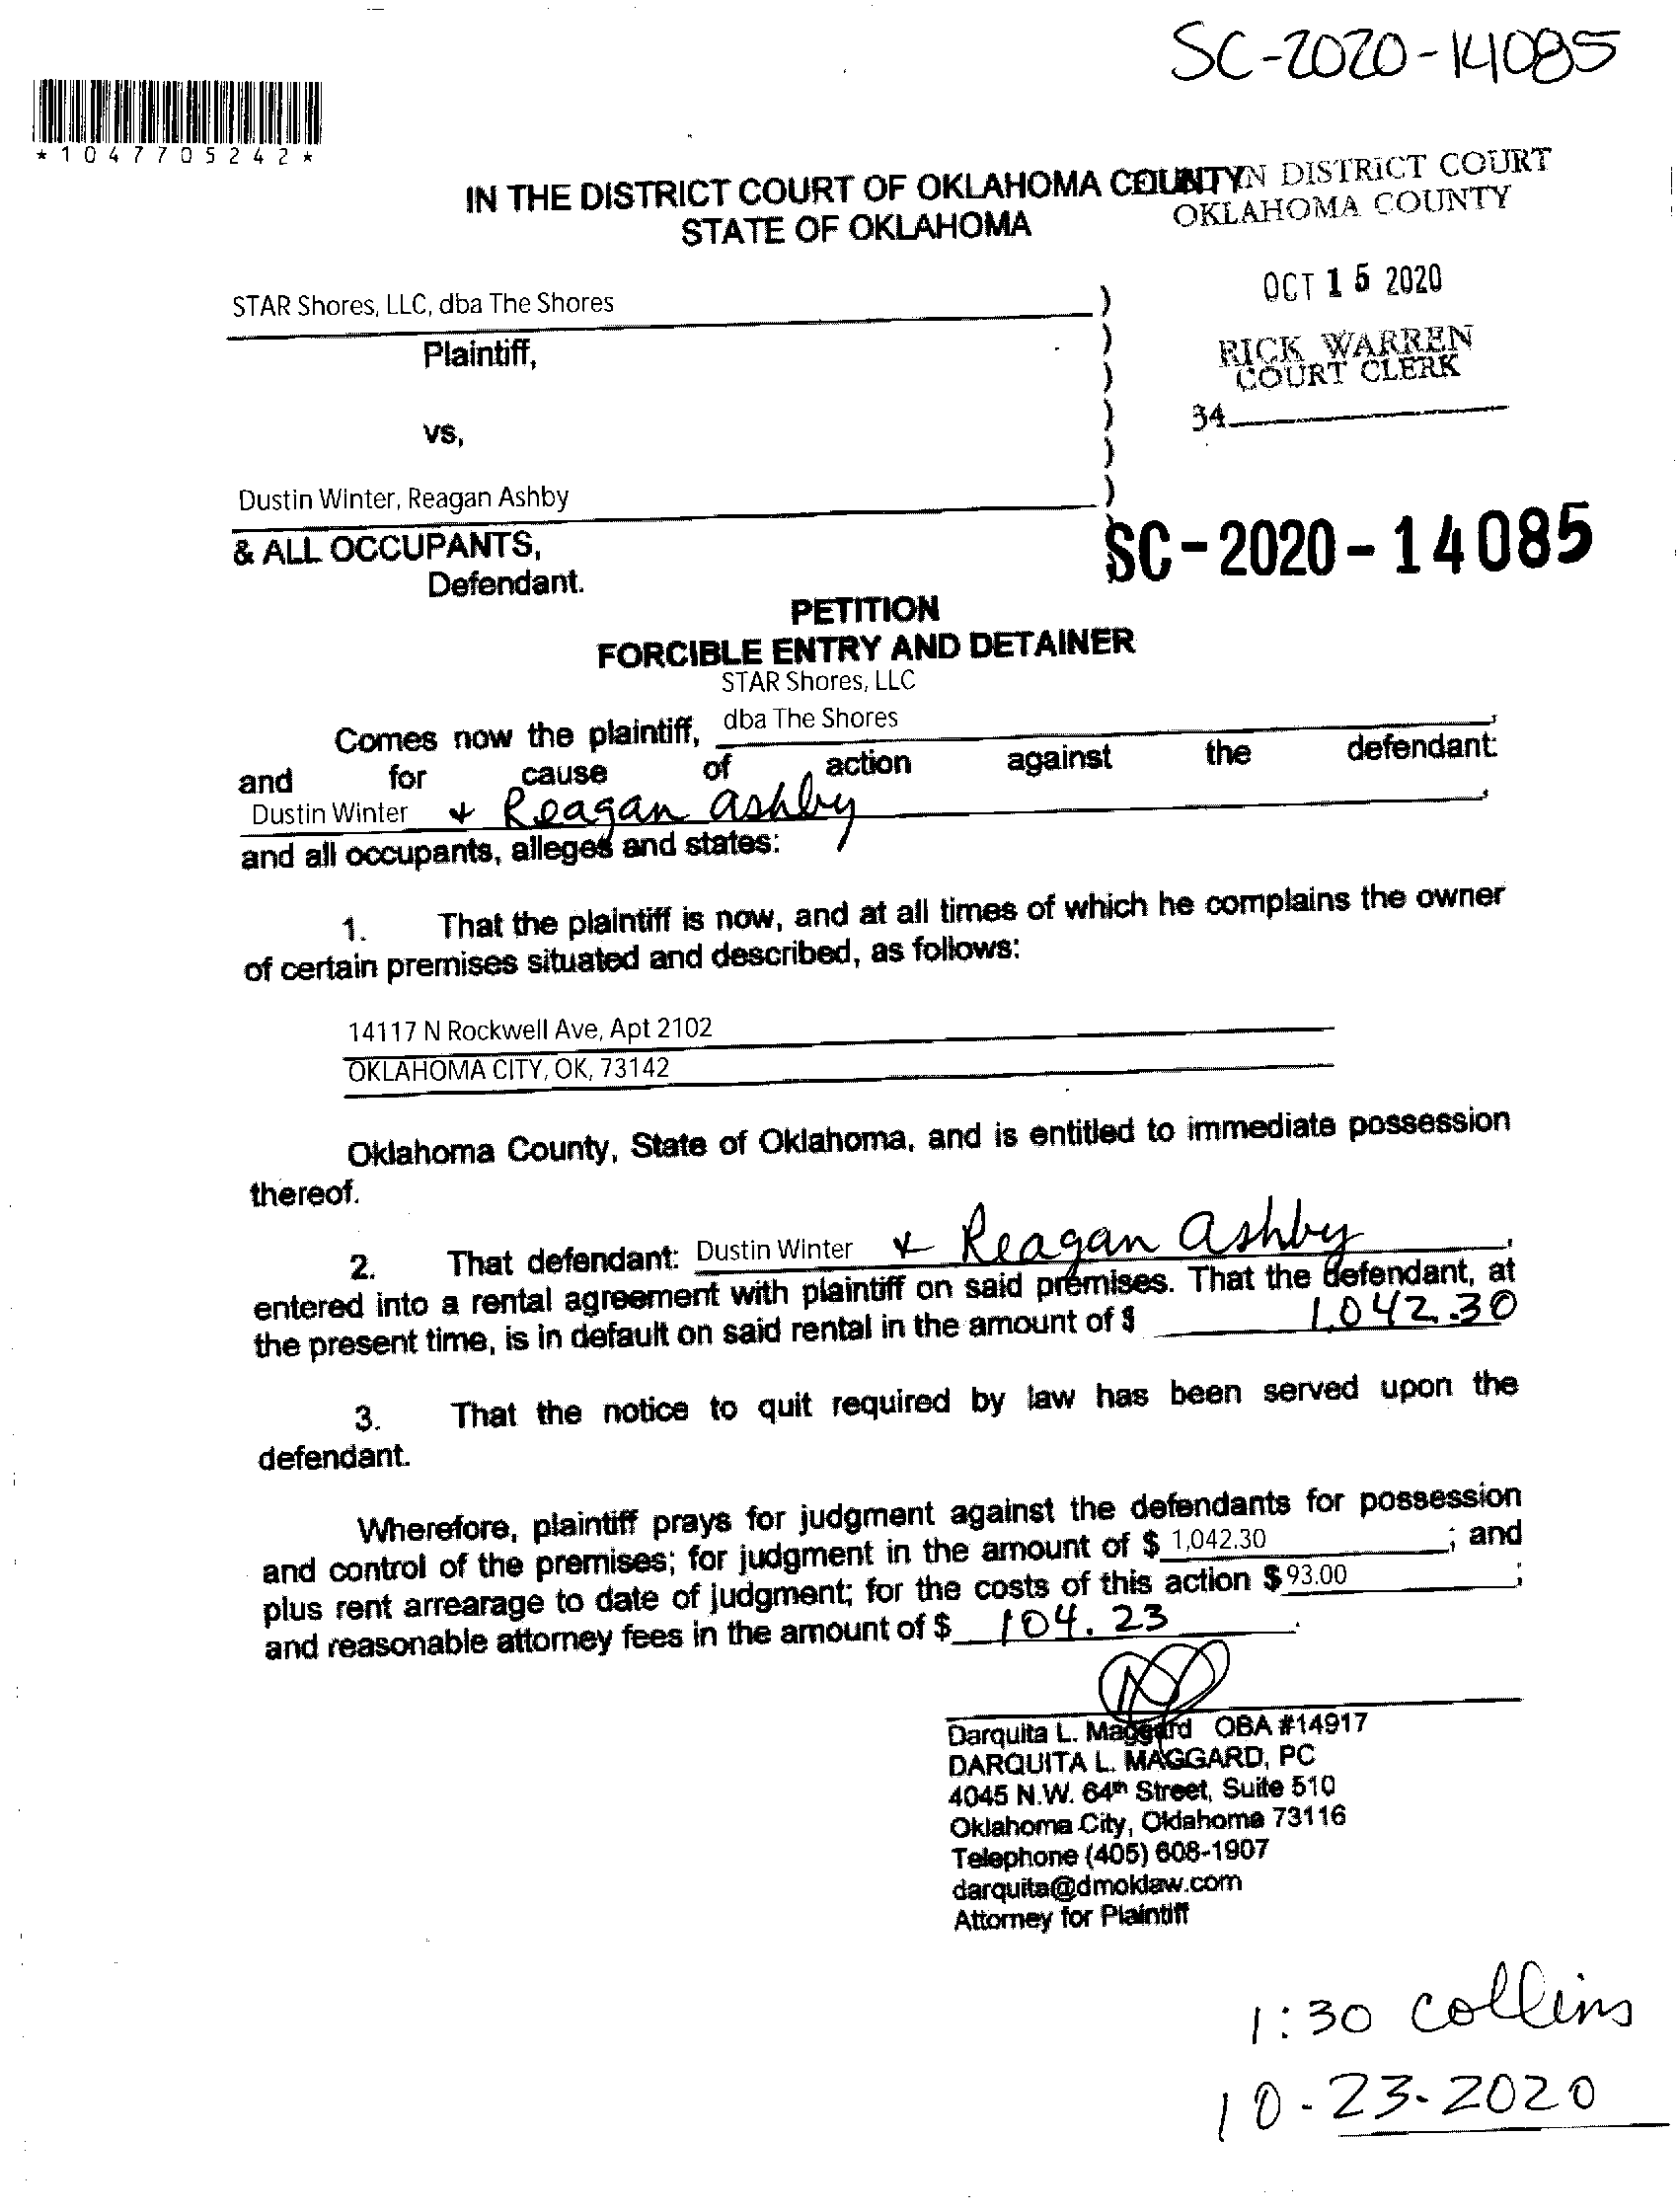 SC-2020-14085
*1047705242*
IN THE DISTRICT COURT OF OKLAHOMA COUNTY
STATE OF OKLAHOMA
IN DISTRICT COURT
OKLAHOMA COUNTY
OCT 15 2020
RICK WARREN
COURT CLERK
34
STAR Shores, LLC, dba The Shores )
Plaintiff, )
)
vs, )
)
Dustin Winter, Reagan Ashby )
& ALL OCCUPANTS, )
Defendant.
SC-2020-14085
PETITION
FORCIBLE ENTRY AND DETAINER
STAR Shores, LLC
Comes now the plaintiff, dba The Shores,
and for cause of action against the defendant:
Dustin Winter & Reagan Ashby,
and all occupants, alleges and states:
1. That the plaintiff is now, and at all times of which he complains the owner
of certain premises situated and described, as follows:
14117 N Rockwell Ave, Apt 2102
OKLAHOMA CITY, OK, 73142
Oklahoma County, State of Oklahoma, and is entitled to immediate possession
thereof.
2. That defendant: Dustin Winter & Reagan Ashby,
entered into a rental agreement with plaintiff on said premises. That the defendant, at
the present time, is in default on said rental in the amount of $ 1,042.30
3. That the notice to quit required by law has been served upon the
defendant.
Wherefore, plaintiff prays for judgment against the defendants for possession
and control of the premises; for judgment in the amount of $ 1,042.30; and
plus rent arrearage to date of judgment; for the costs of this action $ 93.00;
and reasonable attorney fees in the amount of $ 104.23.
Darquita L. Maggard OBA #14917
DARQUITA L. MAGGARD, PC
4045 N.W. 64th Street, Suite 510
Oklahoma City, Oklahoma 73116
Telephone (405) 608-1907
darquita@dmoklaw.com
Attorney for Plaintiff
1:30 Collins
10-23-2020